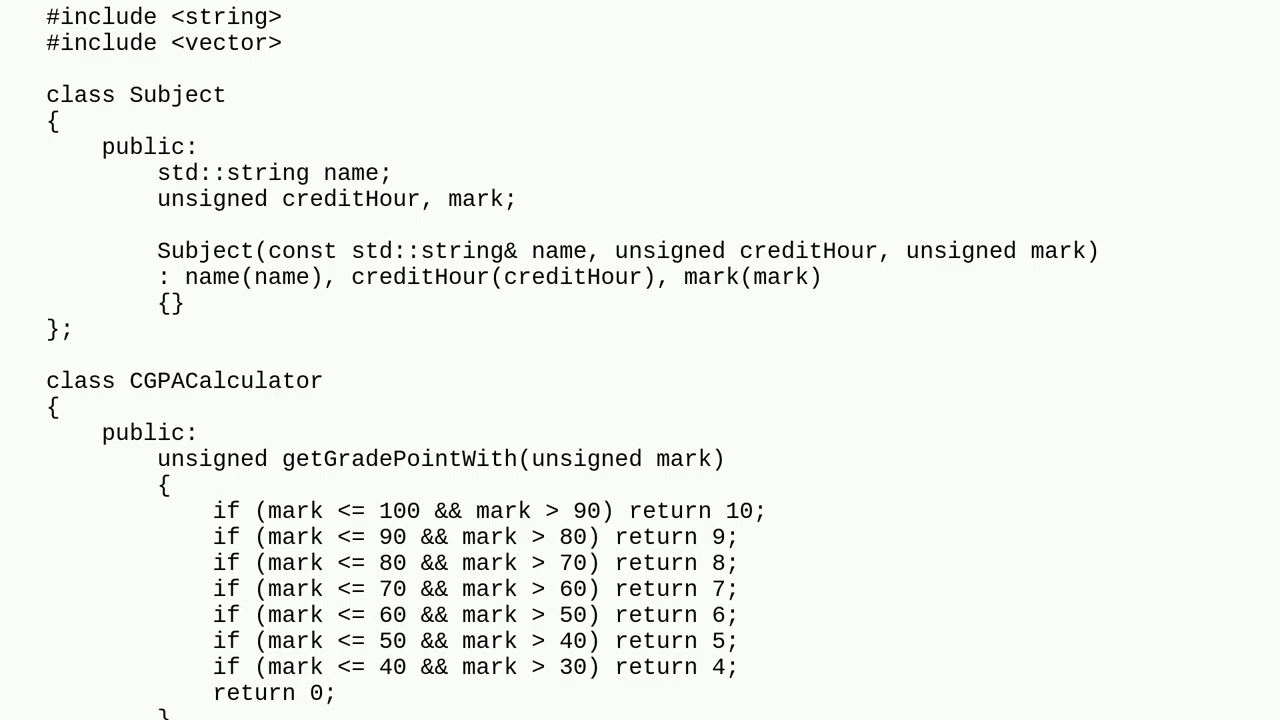 #include <string>
#include <vector>
class Subject
{
public:
std::string name;
unsigned creditHour, mark;
Subject(const std::string& name, unsigned creditHour, unsigned mark)
: name(name), creditHour(creditHour), mark(mark)
{}
};
class CGPACalculator
{
public:
unsigned getGradePointWith(unsigned mark)
{
if (mark <= 100 && mark > 90) return 10;
if (mark <= 90 && mark > 80) return 9;
if (mark <= 80 && mark > 70) return 8;
if (mark <= 70 && mark > 60) return 7;
if (mark <= 60 && mark > 50) return 6;
if (mark <= 50 && mark > 40) return 5;
if (mark <= 40 && mark > 30) return 4;
return 0;
}